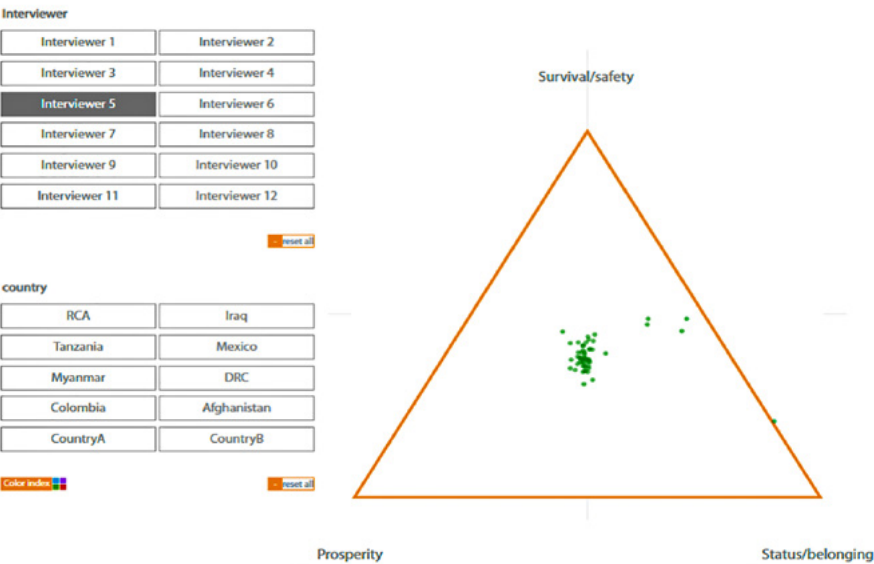 Interviewer
Interviewer 1 Interviewer 2
Interviewer 3 Interviewer 4
Interviewer 5 Interviewer 6
Interviewer 7 Interviewer 8
Interviewer 9 Interviewer 10
Interviewer 11 Interviewer 12
- reset all
country
RCA Iraq
Tanzania Mexico
Myanmar DRC
Colombia Afghanistan
CountryA CountryB
Color index - reset all
Survival/safety
Prosperity Status/belonging